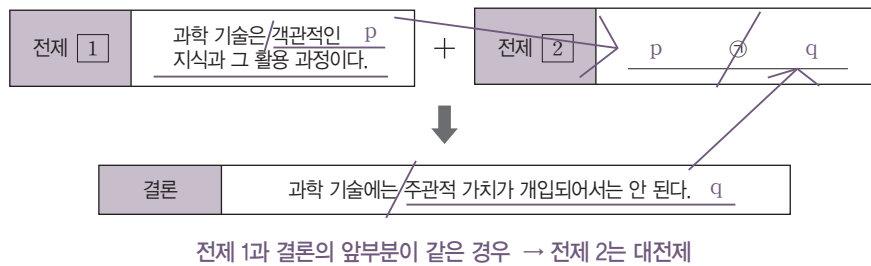 전제 1
과학 기술은 객관적인 p
지식과 그 활용 과정이다.
+
전제 2
p ㉠ q
결론
과학 기술에는 주관적 가치가 개입되어서는 안 된다. q
전제 1과 결론의 앞부분이 같은 경우 → 전제 2는 대전제